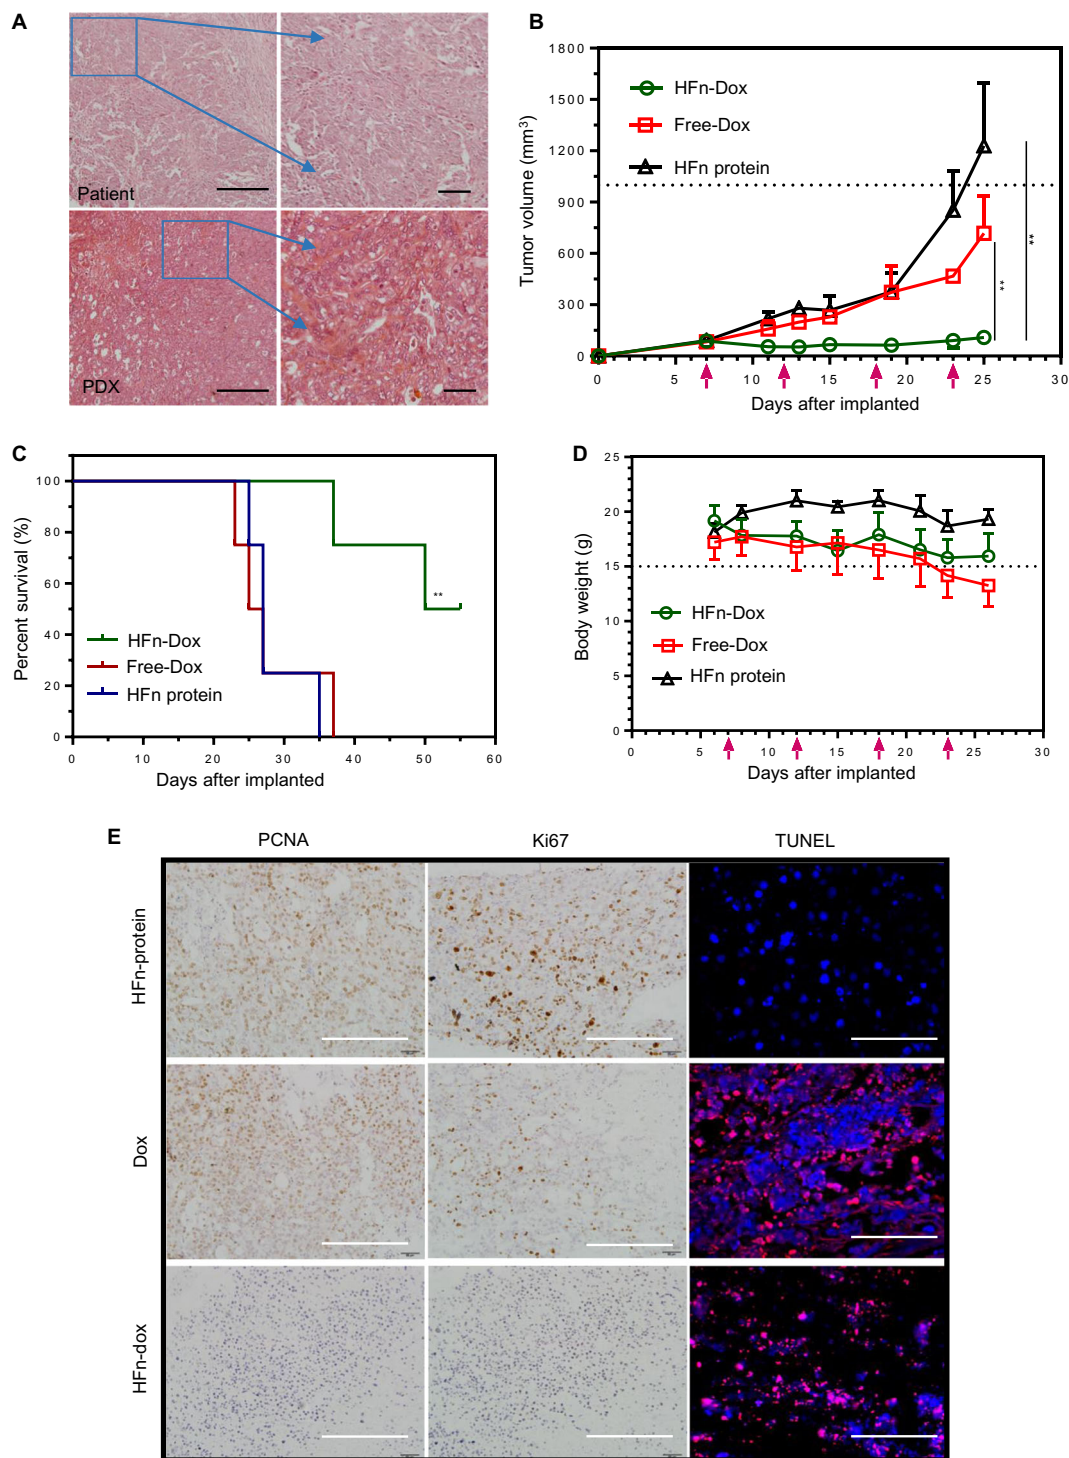 A
Patient
PDX
B
1800
1500
1200
900
600
300
0
Tumor volume (mm³)
HFn-Dox
Free-Dox
HFn protein
**
**
0 5 10 15 20 25 30
Days after implanted
C
100
80
60
40
20
0
Percent survival (%)
**
HFn-Dox
Free-Dox
HFn protein
0 10 20 30 40 50 60
Days after implanted
D
25
20
15
10
5
0
Body weight (g)
HFn-Dox
Free-Dox
HFn protein
0 5 10 15 20 25 30
Days after implanted
E
PCNA Ki67 TUNEL
HFn-protein
Dox
HFn-dox